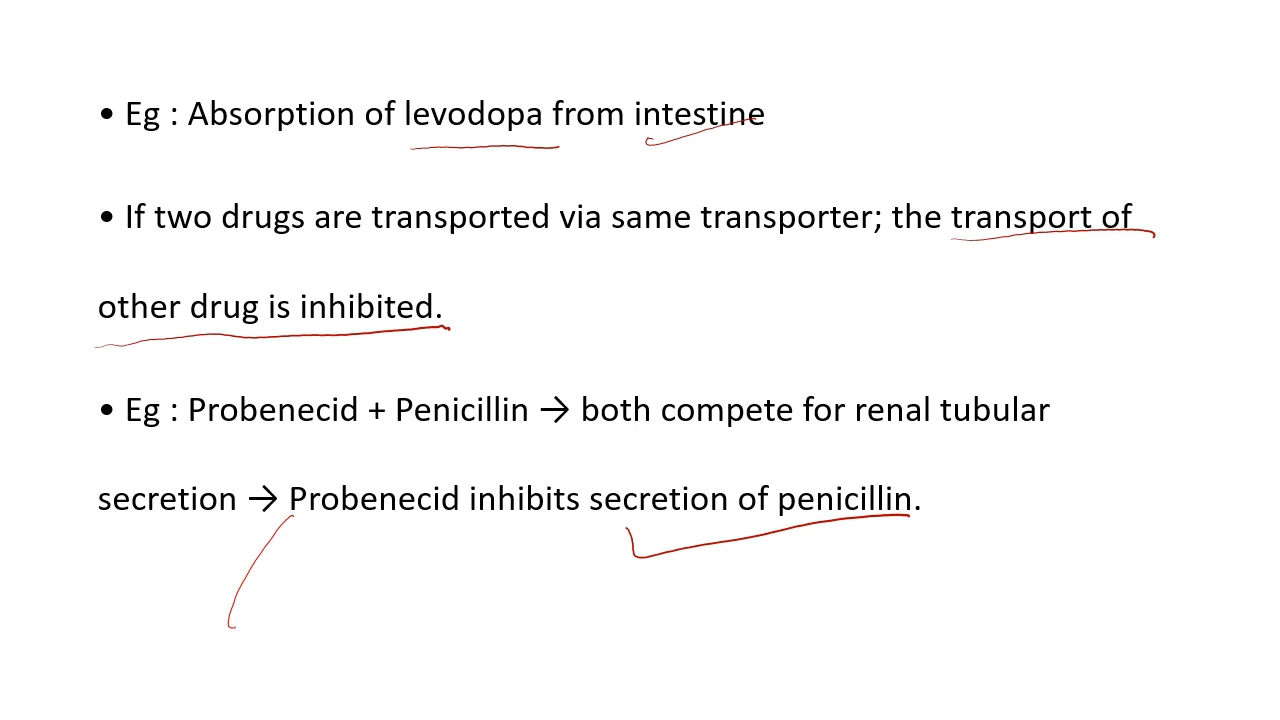 • Eg : Absorption of levodopa from intestine
• If two drugs are transported via same transporter; the transport of
other drug is inhibited.
• Eg : Probenecid + Penicillin → both compete for renal tubular
secretion → Probenecid inhibits secretion of penicillin.